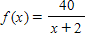 f(x) = 40/(x + 2)